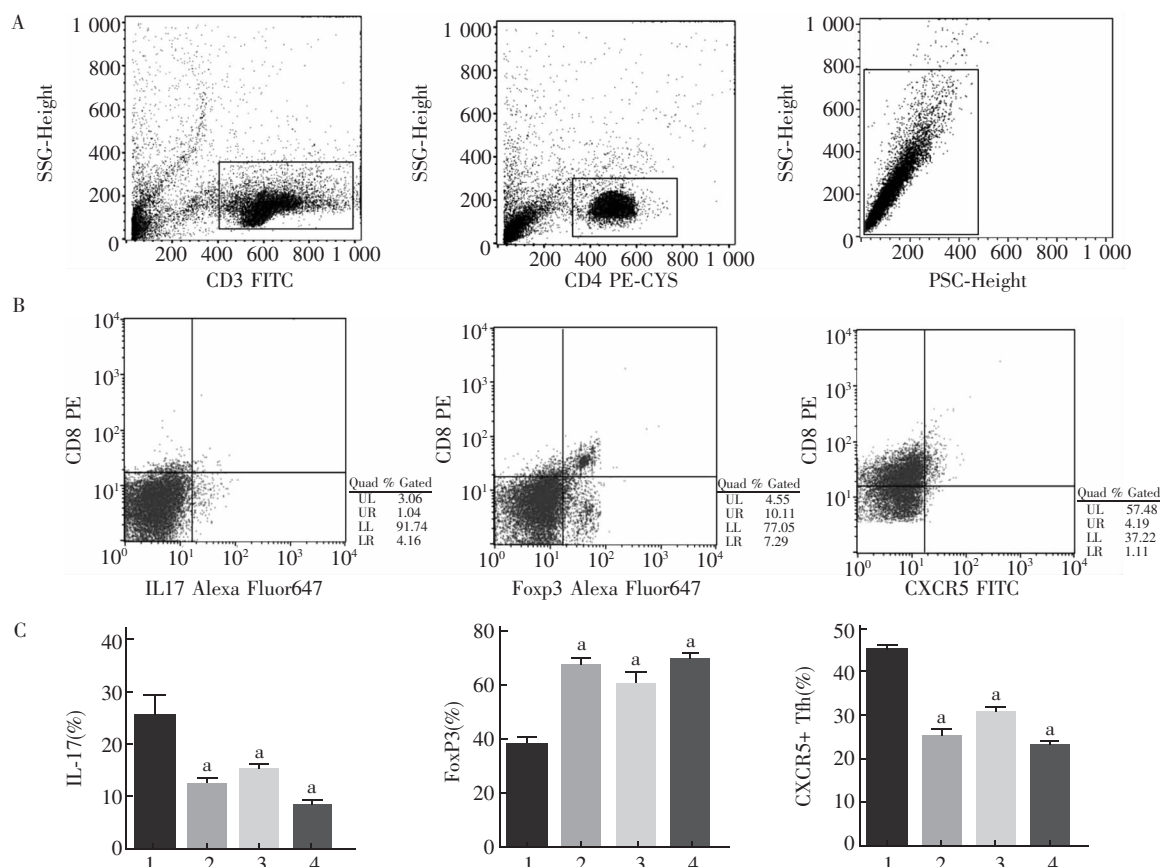 A
1 000
800
600
400
200
0
SSG-Height
200 400 600 800 1 000
CD3 FITC
1 000
800
600
400
200
0
SSG-Height
200 400 600 800 1 000
CD4 PE-CYS
1 000
800
600
400
200
0
SSG-Height
200 400 600 800 1 000
PSC-Height
B
10⁴
10³
10²
10¹
CD8 PE
10⁰ 10¹ 10² 10³ 10⁴
IL17 Alexa Fluor647
Quad % Gated
UL 3.06
UR 1.04
LL 91.74
LR 4.16
10⁴
10³
10²
10¹
CD8 PE
10⁰ 10¹ 10² 10³ 10⁴
Foxp3 Alexa Fluor647
Quad % Gated
UL 4.55
UR 10.11
LL 77.05
LR 7.29
10⁴
10³
10²
10¹
CD8 PE
10⁰ 10¹ 10² 10³ 10⁴
CXCR5 FITC
Quad % Gated
UL 57.48
UR 4.19
LL 37.22
LR 1.11
C
40
30
20
10
0
IL-17(%)
a a a
1 2 3 4
80
60
40
20
0
FoxP3(%)
a a a
1 2 3 4
50
40
30
20
10
0
CXCR5+ Tfh(%)
a a a
1 2 3 4